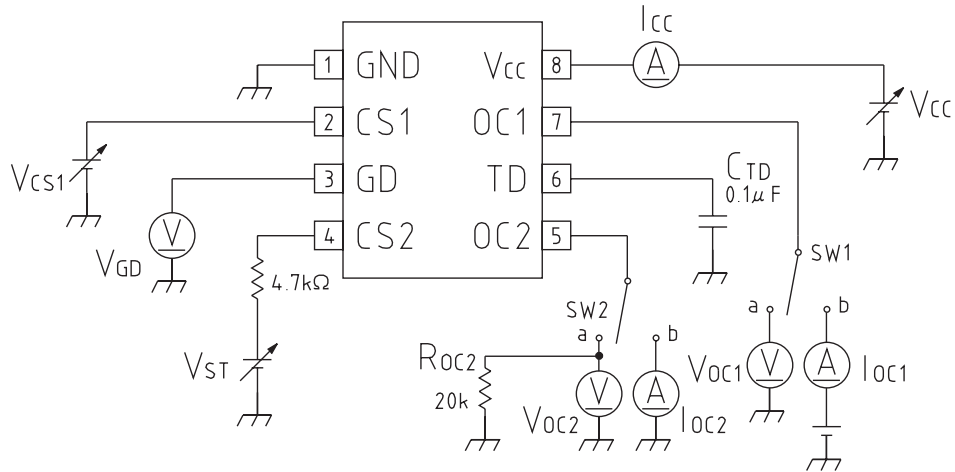 ICC
1 GND VCC 8 A
VCC
2 CS1 OC1 7
VCS1
3 GD TD 6
CTD
0.1μF
V
VGD
4 CS2 OC2 5
4.7kΩ
SW1
a b
SW2
a b
VST
ROC2
20k
V A
VOC2 IOC2
VOC1 V A IOC1